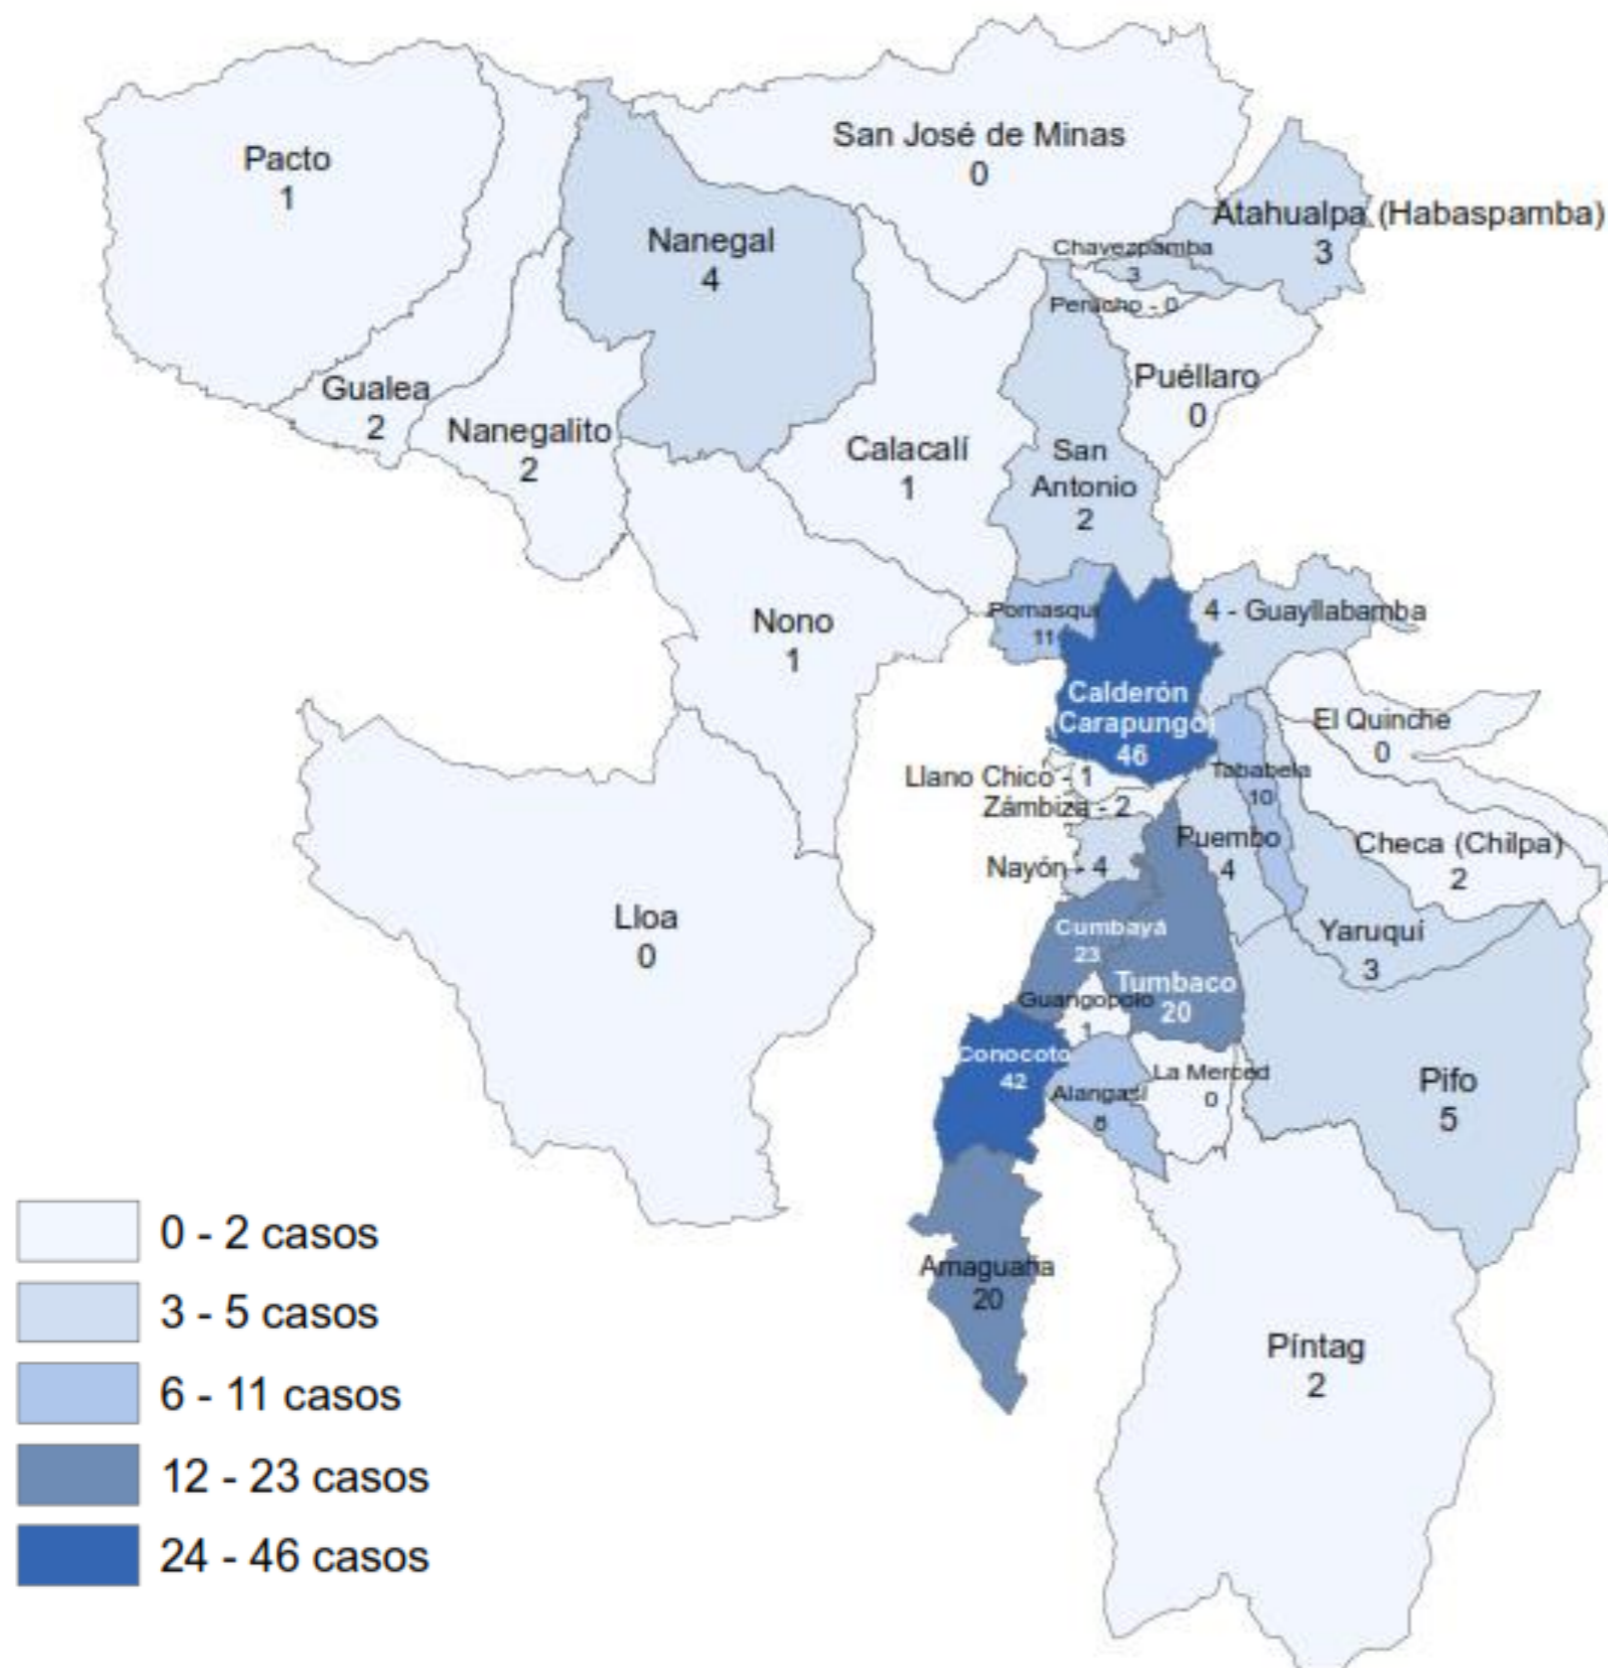 Pacto
1
San José de Minas
0
Atahualpa (Habaspamba)
3
Nanegal
4
Chavezpamba
3
Perucho - 0
Puéllaro
0
Gualea
2
Nanegalito
2
Calacalí
1
San
Antonio
2
Pomasqui
11
4 - Guayllabamba
Nono
1
Calderón
(Carapungo)
46
El Quinche
0
Llano Chico - 1
Tababela
10
Zámbiza - 2
Puembo
4
Checa (Chilpa)
2
Nayón - 4
Lloa
0
Cumbayá
23
Yaruquí
3
Tumbaco
20
Guangopolo
1
Conocoto
42
La Merced
0
Alangasí
8
Pifo
5
Amaguaña
20
Píntag
2
0 - 2 casos
3 - 5 casos
6 - 11 casos
12 - 23 casos
24 - 46 casos